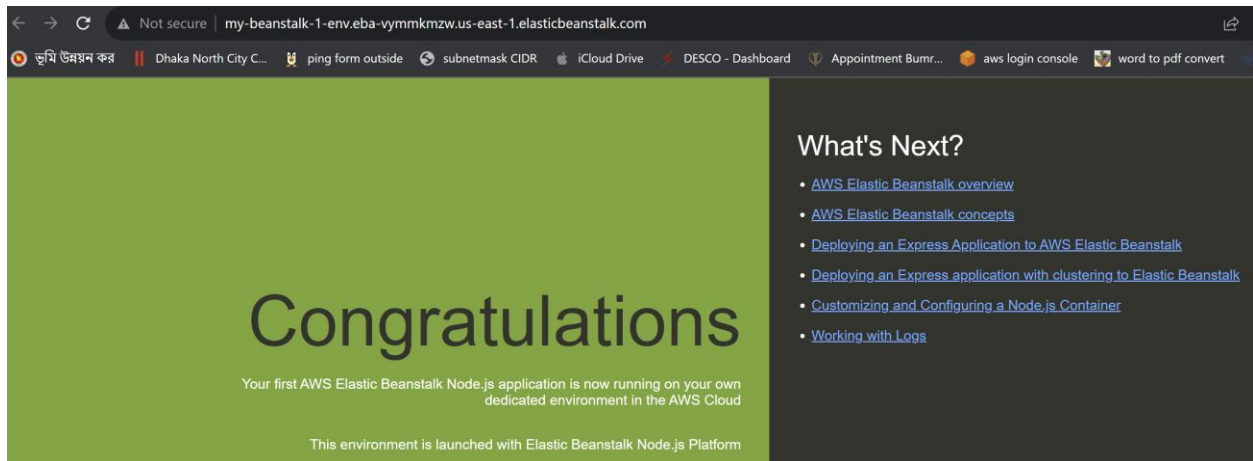 Not secure my-beanstalk-1-env.eba-vymmkmzw.us-east-1.elasticbeanstalk.com
ভূমি উন্নয়ন কর Dhaka North City C... ping form outside subnetmask CIDR iCloud Drive DESCO - Dashboard Appointment Bumr... aws login console word to pdf convert
Congratulations
Your first AWS Elastic Beanstalk Node.js application is now running on your own
dedicated environment in the AWS Cloud
This environment is launched with Elastic Beanstalk Node.js Platform
What's Next?
• AWS Elastic Beanstalk overview
• AWS Elastic Beanstalk concepts
• Deploying an Express Application to AWS Elastic Beanstalk
• Deploying an Express application with clustering to Elastic Beanstalk
• Customizing and Configuring a Node.js Container
• Working with Logs